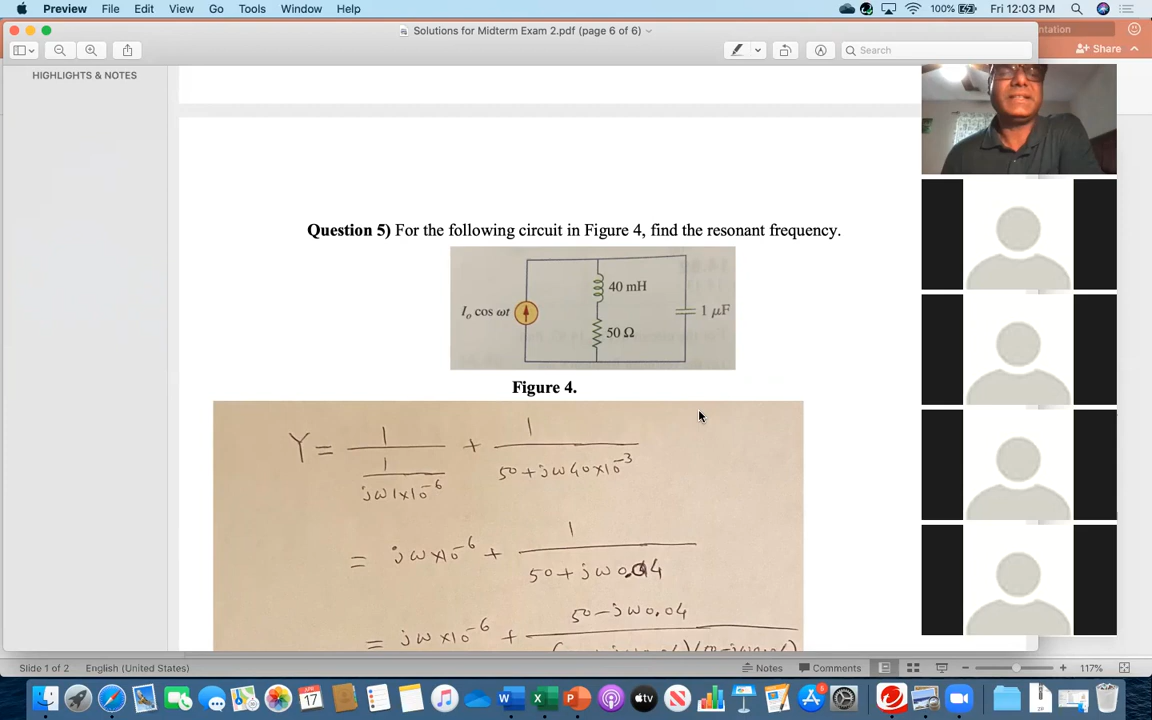 Preview File Edit View Go Tools Window Help 100% Fri 12:03 PM
Solutions for Midterm Exam 2.pdf (page 6 of 6)
ntation
Search
Share
HIGHLIGHTS & NOTES
Question 5) For the following circuit in Figure 4, find the resonant frequency.
40 mH
I₀ cos ωt
1 μF
50 Ω
Figure 4.
Y = 1 / (1 / (jω1×10⁻⁶)) + 1 / (50+jω40×10⁻³)
= jω×10⁻⁶ + 1 / (50+jω0.04)
= jω×10⁻⁶ + 50-jω0.04
Slide 1 of 2 English (United States) Notes Comments 117%
APR
17
tv
W X P